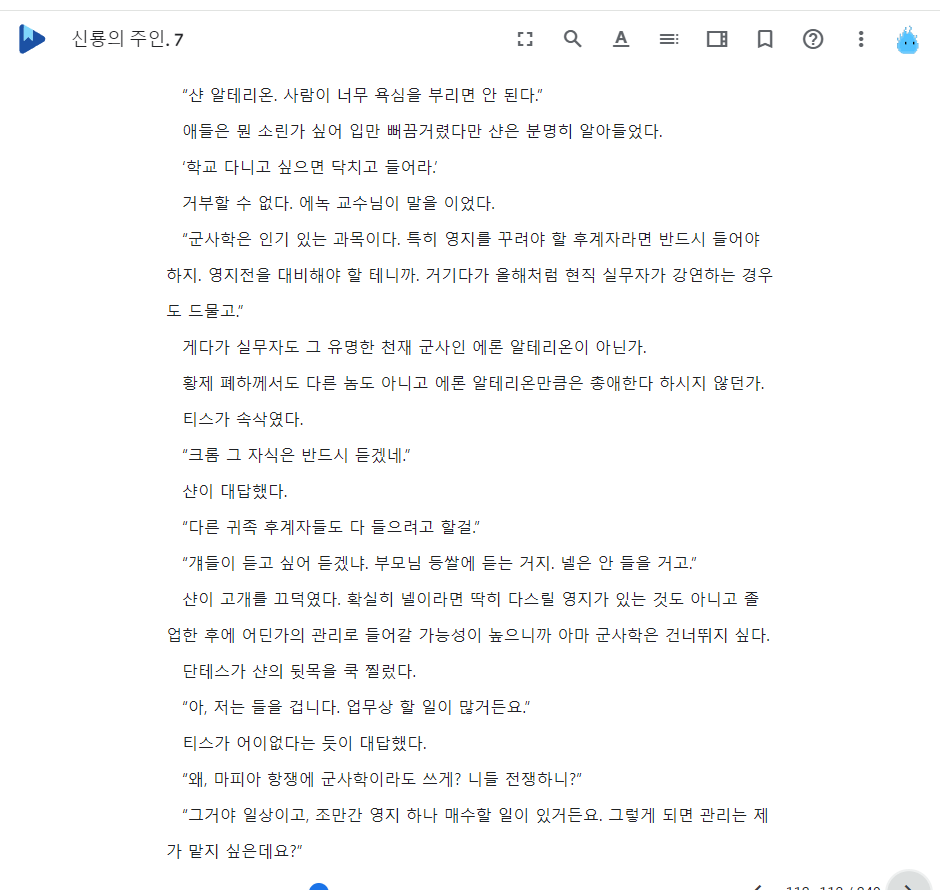 신룡의 주인. 7
“샨 알테리온. 사람이 너무 욕심을 부리면 안 된다.”
애들은 뭔 소린가 싶어 입만 뻐끔거렸다만 샨은 분명히 알아들었다.
‘학교 다니고 싶으면 닥치고 들어라.’
거부할 수 없다. 에녹 교수님이 말을 이었다.
“군사학은 인기 있는 과목이다. 특히 영지를 꾸려야 할 후계자라면 반드시 들어야
하지. 영지전을 대비해야 할 테니까. 거기다가 올해처럼 현직 실무자가 강연하는 경우
도 드물고.”
게다가 실무자도 그 유명한 천재 군사인 에론 알테리온이 아닌가.
황제 폐하께서도 다른 놈도 아니고 에론 알테리온만큼은 총애한다 하시지 않던가.
티스가 속삭였다.
“크롬 그 자식은 반드시 듣겠네.”
샨이 대답했다.
“다른 귀족 후계자들도 다 들으려고 할걸.”
“걔들이 듣고 싶어 듣겠냐. 부모님 등쌀에 듣는 거지. 넬은 안 들을 거고.”
샨이 고개를 끄덕였다. 확실히 넬이라면 딱히 다스릴 영지가 있는 것도 아니고 졸
업한 후에 어딘가의 관리로 들어갈 가능성이 높으니까 아마 군사학은 건너뛰지 싶다.
단테스가 샨의 뒷목을 쿡 찔렀다.
“아, 저는 들을 겁니다. 업무상 할 일이 많거든요.”
티스가 어이없다는 듯이 대답했다.
“왜, 마피아 항쟁에 군사학이라도 쓰게? 니들 전쟁하니?”
“그거야 일상이고, 조만간 영지 하나 매수할 일이 있거든요. 그렇게 되면 관리는 제
가 맡지 싶은데요?”